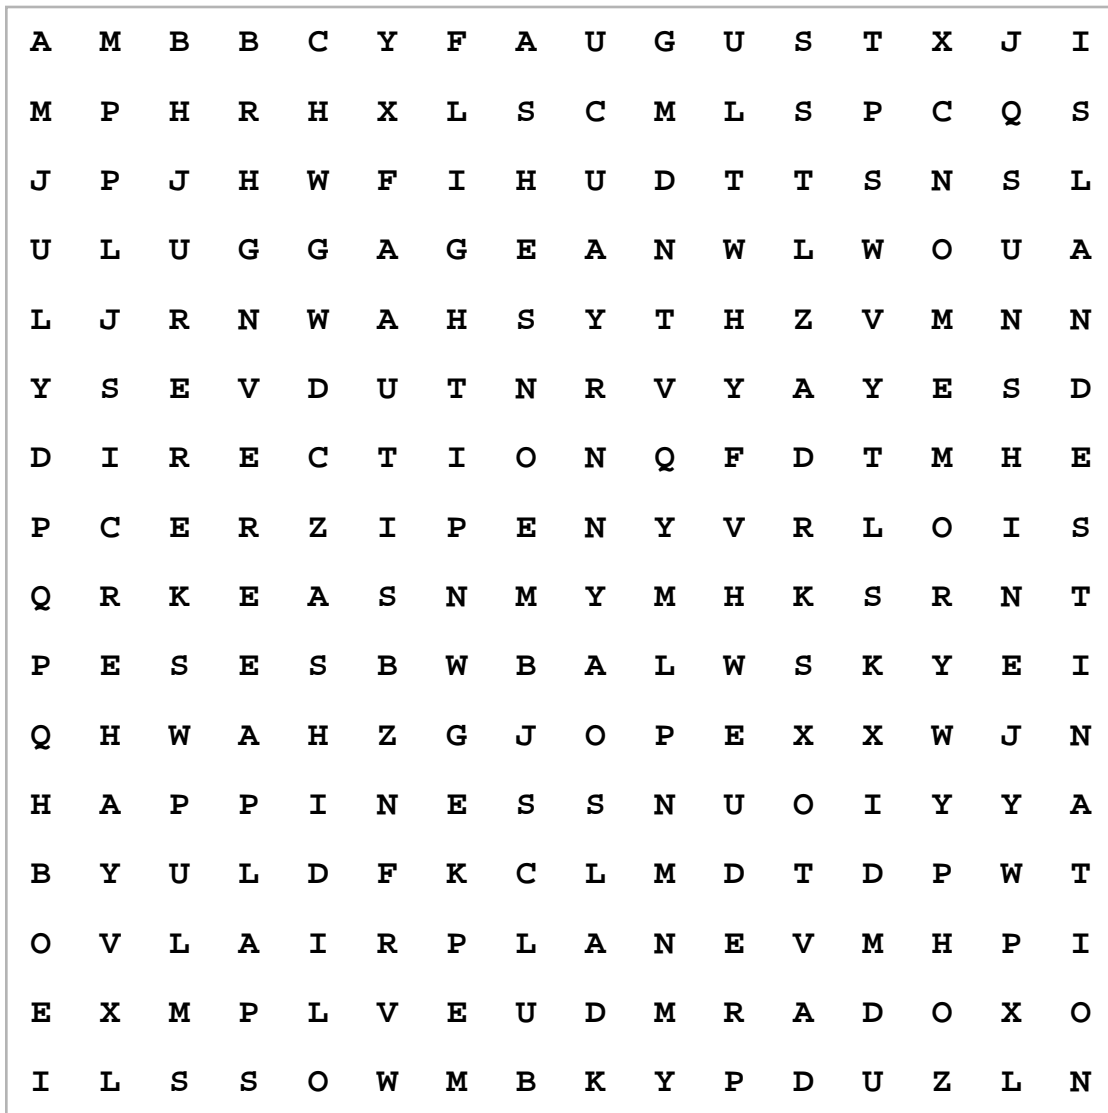 A M B B C Y F A U G U S T X J I
M P H R H X L S C M L S P C Q S
J P J H W F I H U D T T S N S L
U L U G G A G E A N W L W O U A
L J R N W A H S Y T H Z V M N N
Y S E V D U T N R V Y A Y E S D
D I R E C T I O N Q F D T M H E
P C E R Z I P E N Y V R L O I S
Q R K E A S N M Y M H K S R N T
P E S E S B W B A L W S K Y E I
Q H W A H Z G J O P E X X W J N
H A P P I N E S S N U O I Y Y A
B Y U L D F K C L M D T D P W T
O V L A I R P L A N E V M H P I
E X M P L V E U D M R A D O X O
I L S S O W M B K Y P D U Z L N